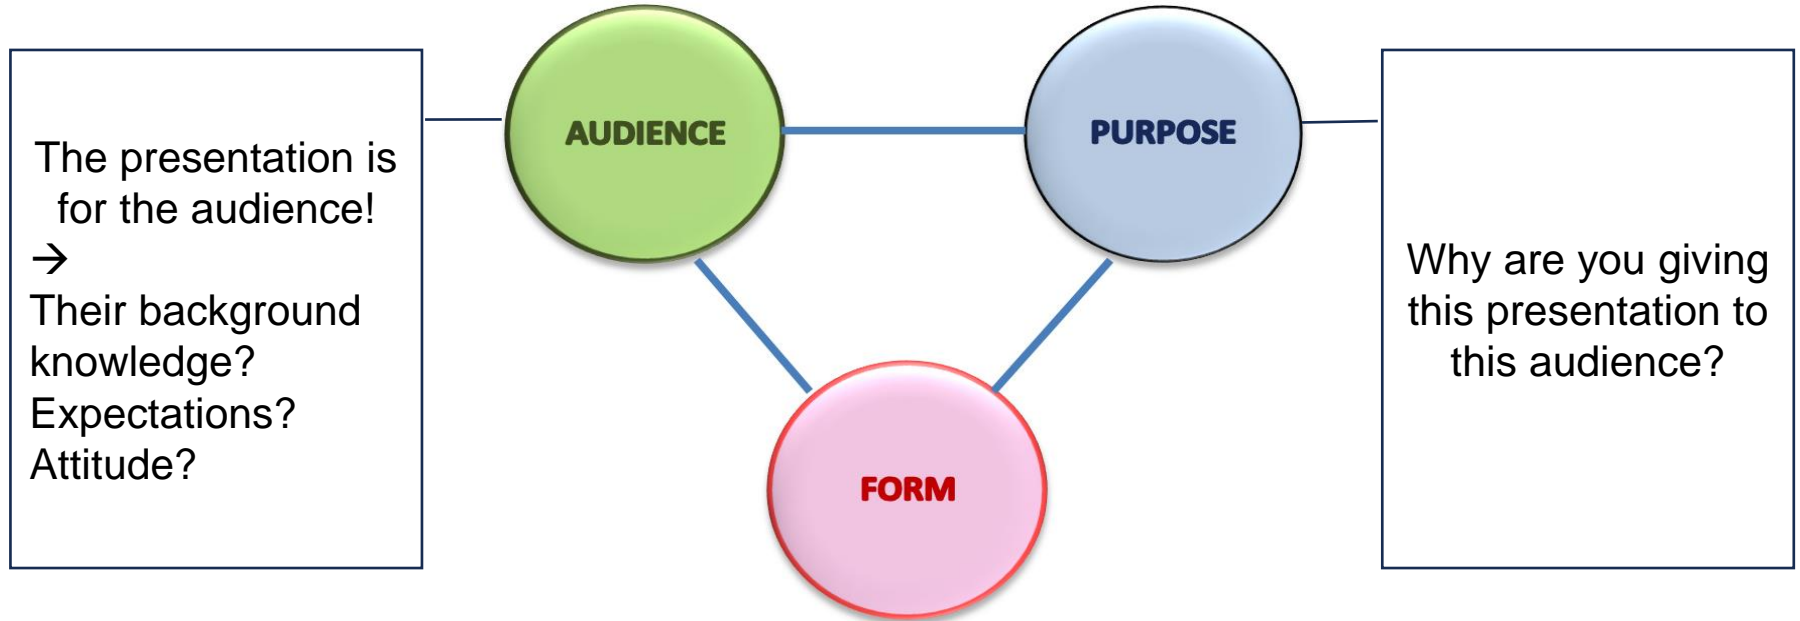 The presentation is
for the audience!
→
Their background
knowledge?
Expectations?
Attitude?
AUDIENCE
PURPOSE
FORM
Why are you giving
this presentation to
this audience?